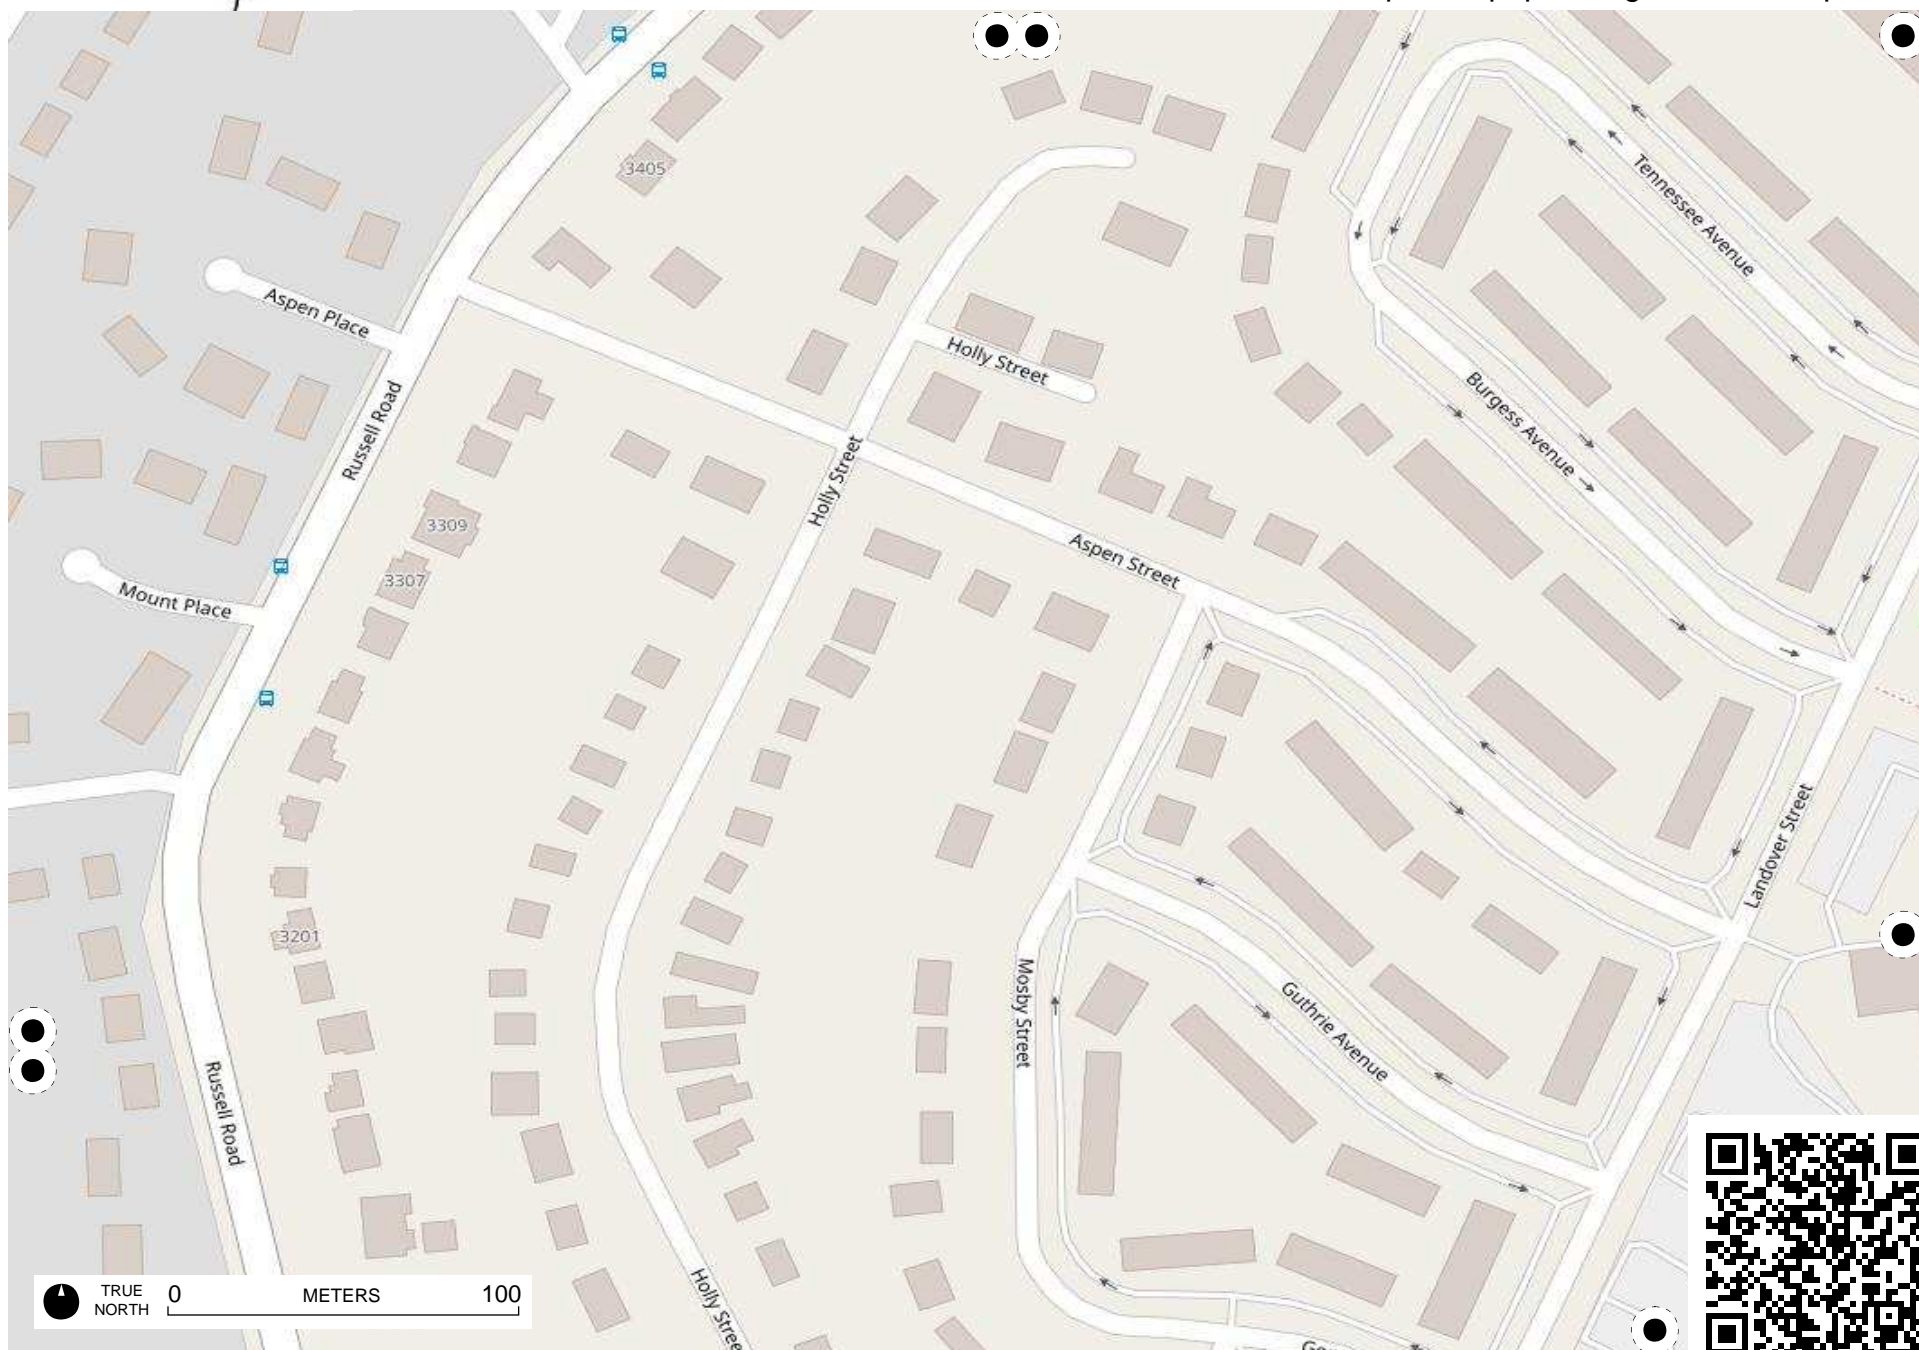 3405
Tennessee Avenue
Aspen Place
Holly Street
Russell Road
Burgess Avenue
Holly Street
3309
Aspen Street
3307
Mount Place
Landover Street
3201
Mosby Street
Guthrie Avenue
Russell Road
TRUE
NORTH
0 METERS 100